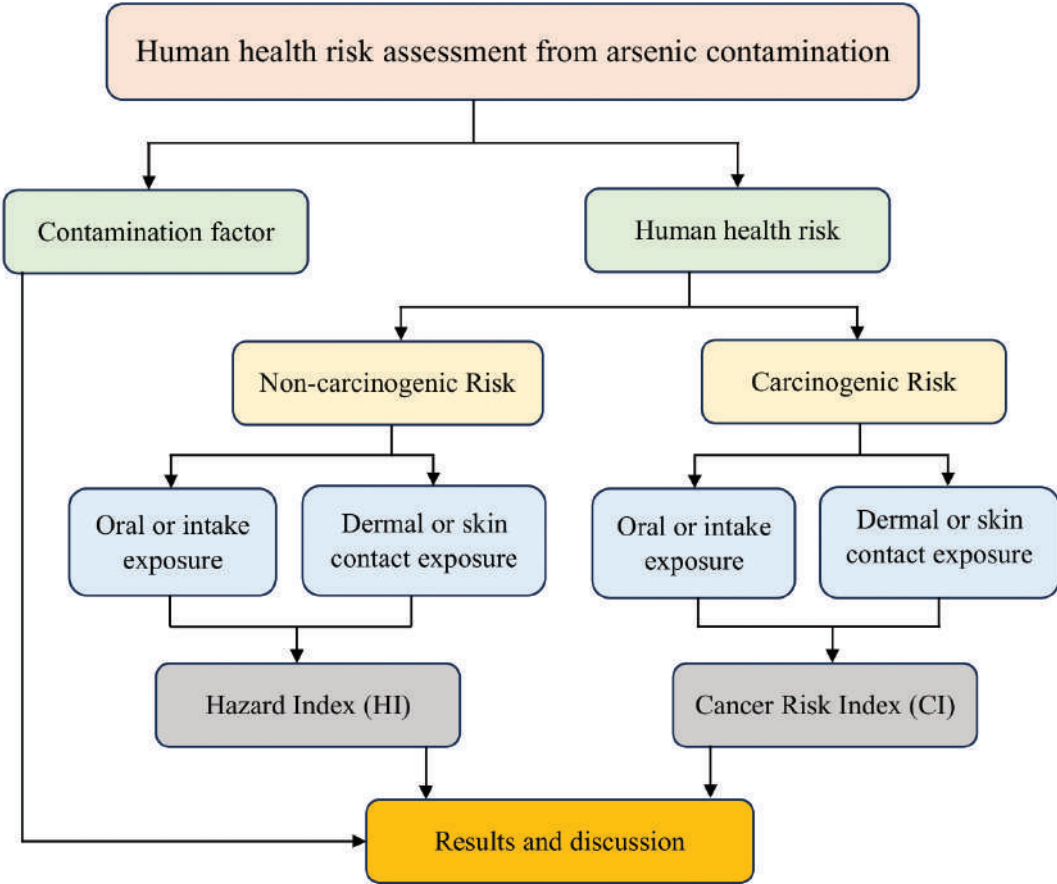 Human health risk assessment from arsenic contamination
Contamination factor
Human health risk
Non-carcinogenic Risk
Carcinogenic Risk
Oral or intake
exposure
Dermal or skin
contact exposure
Oral or intake
exposure
Dermal or skin
contact exposure
Hazard Index (HI)
Cancer Risk Index (CI)
Results and discussion